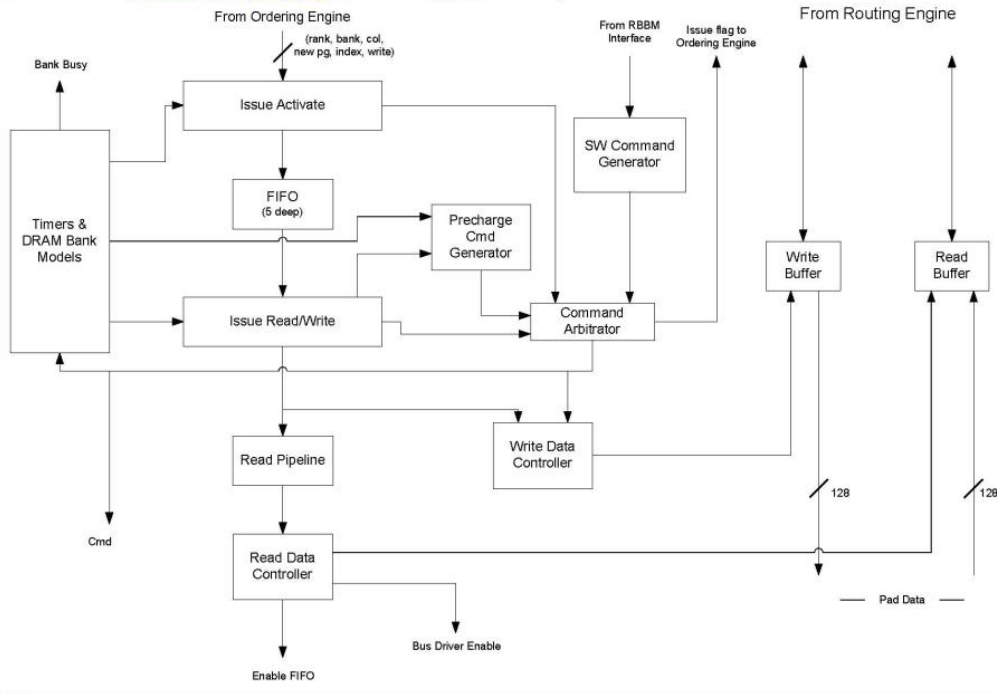 From Ordering Engine
(rank, bank, col,
new pg, index, write)
From RBBM
Interface
Issue flag to
Ordering Engine
From Routing Engine
Bank Busy
Issue Activate
SW Command
Generator
FIFO
(5 deep)
Timers &
DRAM Bank
Models
Precharge
Cmd
Generator
Write
Buffer
Read
Buffer
Issue Read/Write
Command
Arbitrator
Read Pipeline
Write Data
Controller
128
128
Cmd
Read Data
Controller
Pad Data
Bus Driver Enable
Enable FIFO